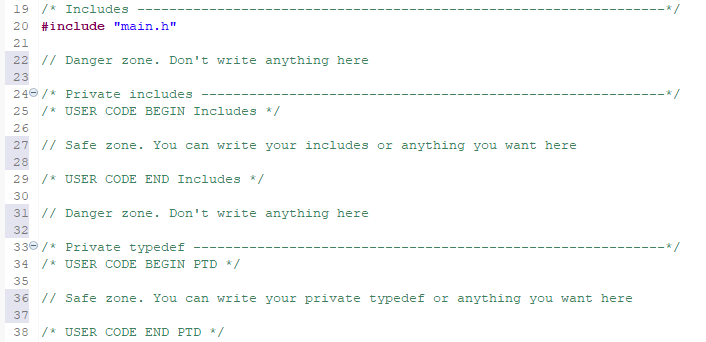 19 /* Includes ------------------------------------------------------------------*/
20 #include "main.h"
21
22 // Danger zone. Don't write anything here
23
24 /* Private includes ----------------------------------------------------------*/
25 /* USER CODE BEGIN Includes */
26
27 // Safe zone. You can write your includes or anything you want here
28
29 /* USER CODE END Includes */
30
31 // Danger zone. Don't write anything here
32
33 /* Private typedef -----------------------------------------------------------*/
34 /* USER CODE BEGIN PTD */
35
36 // Safe zone. You can write your private typedef or anything you want here
37
38 /* USER CODE END PTD */